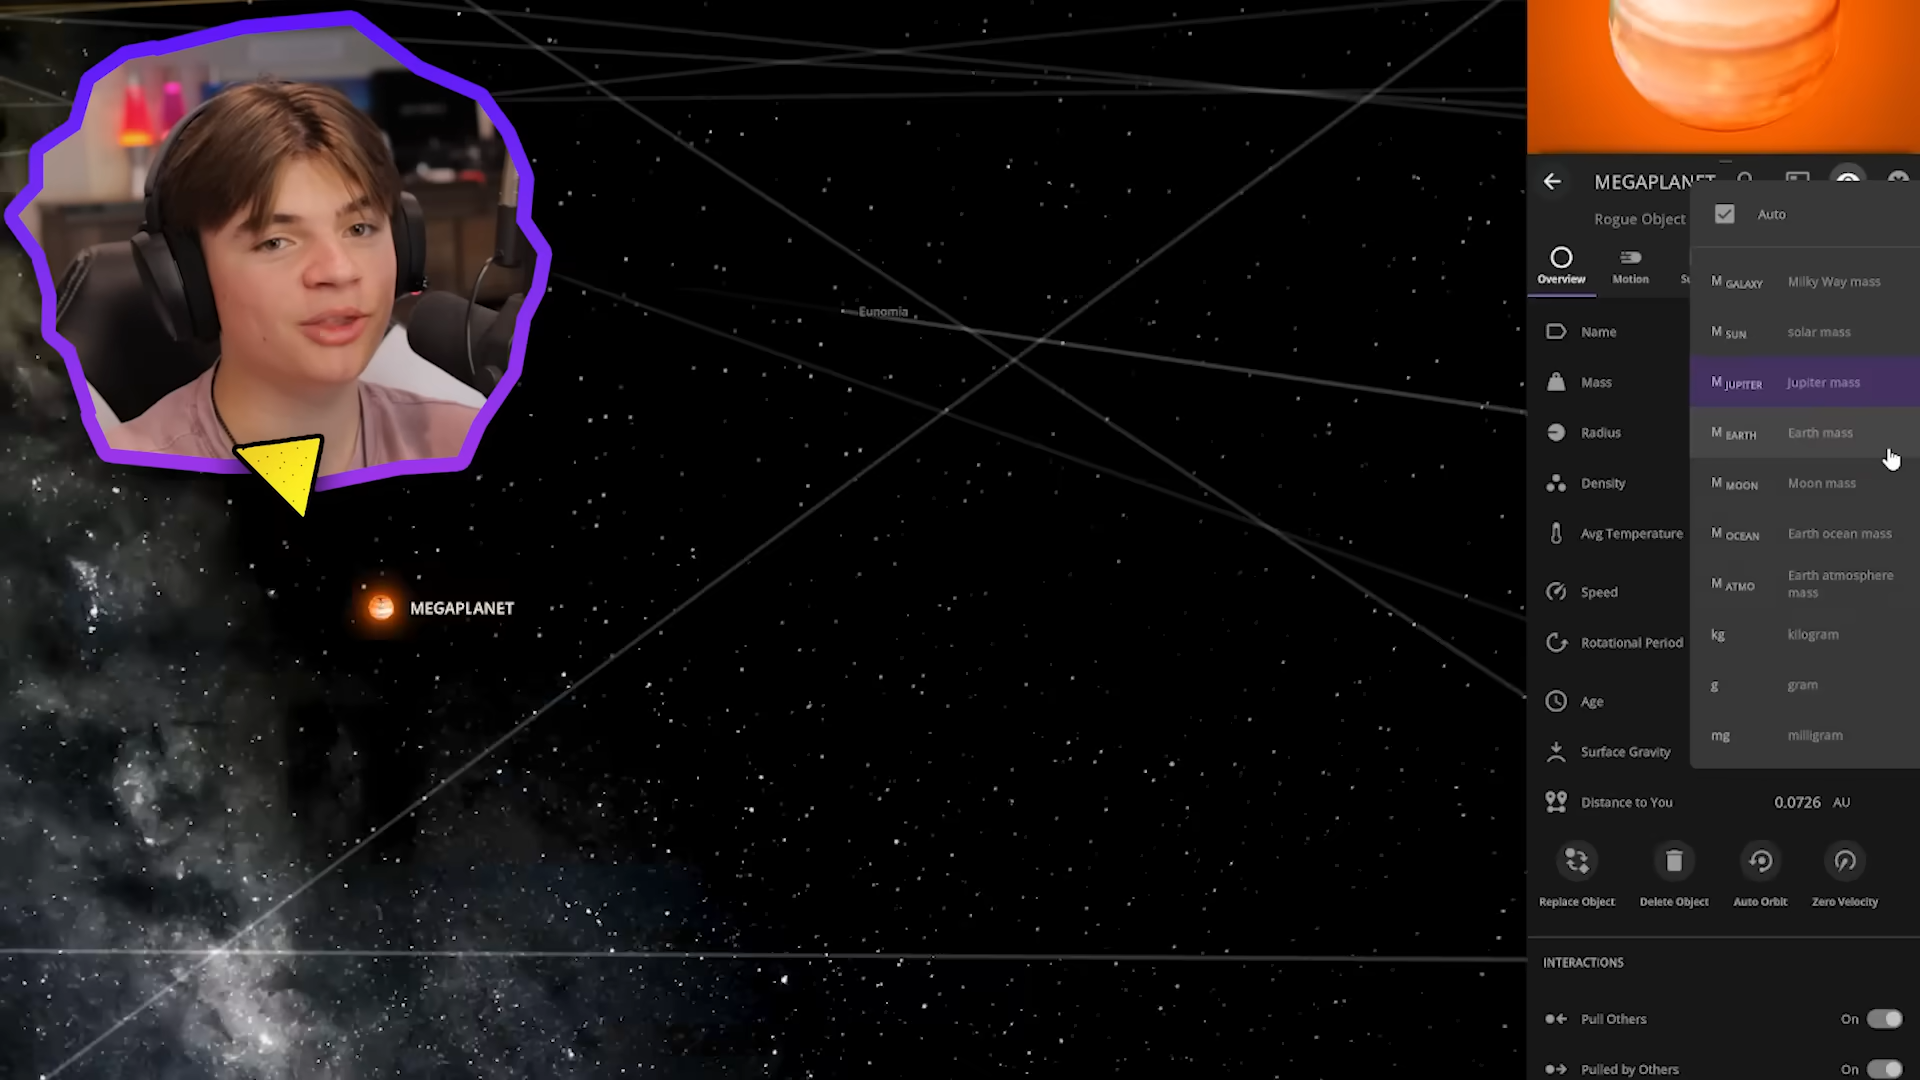 Eunomia
MEGAPLANET
MEGAPLANET
Rogue Object
Overview
Motion
Auto
M GALAXY Milky Way mass
M SUN solar mass
M JUPITER Jupiter mass
M EARTH Earth mass
M MOON Moon mass
M OCEAN Earth ocean mass
M ATMO Earth atmosphere
mass
kg kilogram
g gram
mg milligram
Name
Mass
Radius
Density
Avg Temperature
Speed
Rotational Period
Age
Surface Gravity
Distance to You 0.0726 AU
Replace Object Delete Object Auto Orbit Zero Velocity
INTERACTIONS
Pull Others On
Pulled by Others On